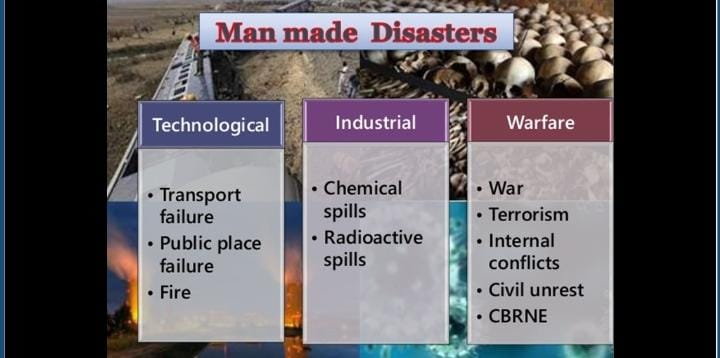 Man made Disasters
Technological
• Transport
failure
• Public place
failure
• Fire
Industrial
• Chemical
spills
• Radioactive
spills
Warfare
• War
• Terrorism
• Internal
conflicts
• Civil unrest
• CBRNE